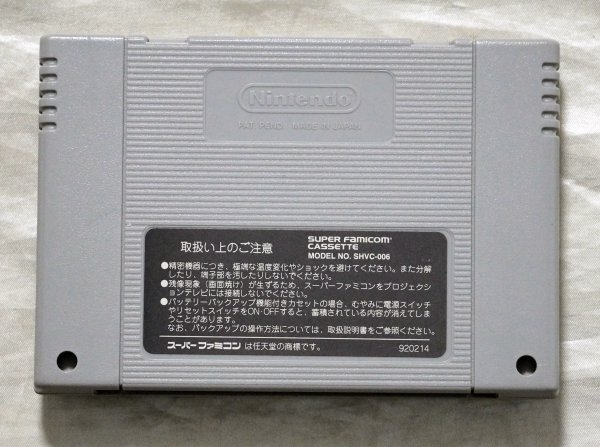 Nintendo
PAT. PEND. MADE IN JAPAN
取扱い上のご注意
SUPER FAMICOM
CASSETTE
MODEL NO. SHVC-006
●精密機器につき、極端な温度変化やショックを避けてください。また分解
したり、端子部を汚したりしないでください。
●残像現象(画面焼け)が生ずるため、スーパーファミコンをプロジェクシ
ョンテレビには接続しないでください。
●バッテリーバックアップ機能付きカセットの場合、むやみに電源スイッチ
やリセットスイッチをON・OFFすると、蓄積されている内容が消えてしま
うことがあります。
なお、バックアップの操作方法については、取扱説明書をご参照ください。
スーパーファミコン は任天堂の商標です。
920214